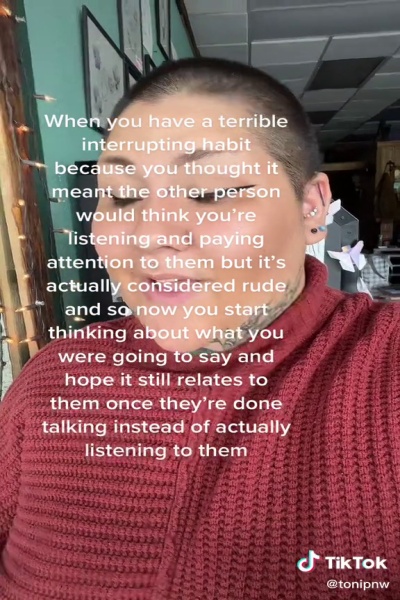 When you have a terrible
interrupting habit
because you thought it
meant the other person
would think you're
listening and paying
attention to them but it's
actually considered rude
and so now you start
thinking about what you
were going to say and
hope it still relates to
them once they're done
talking instead of actually
listening to them
TikTok
@tonipnw